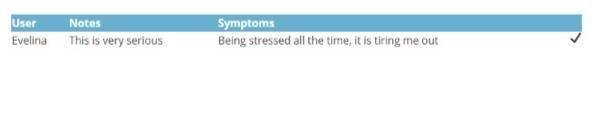 User Notes Symptoms
Evelina This is very serious Being stressed all the time, it is tiring me out ✓